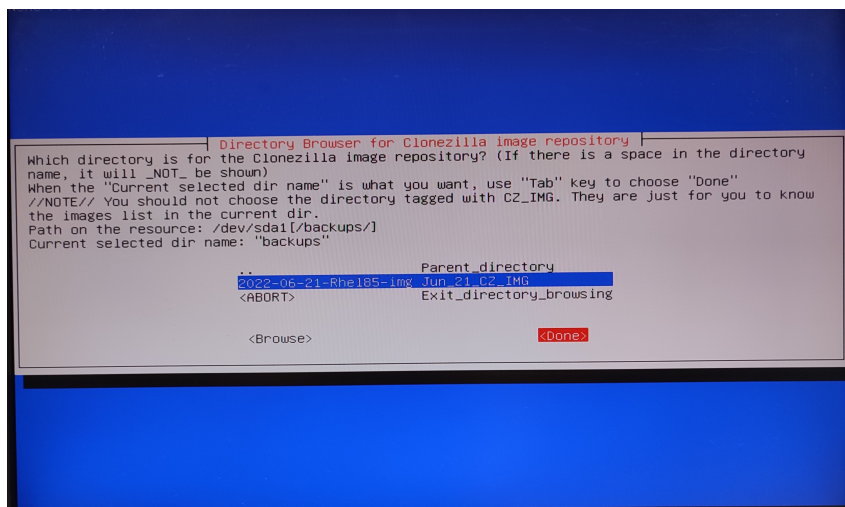 Directory Browser for Clonezilla image repository
Which directory is for the Clonezilla image repository? (If there is a space in the directory
name, it will _NOT_ be shown)
When the "Current selected dir name" is what you want, use "Tab" key to choose "Done"
//NOTE// You should not choose the directory tagged with CZ_IMG. They are just for you to know
the images list in the current dir.
Path on the resource: /dev/sda1[/backups/]
Current selected dir name: "backups"
.. Parent_directory
2022-06-21-Rhel85-img Jun_21_CZ_IMG
<ABORT> Exit_directory_browsing
<Browse> <Done>